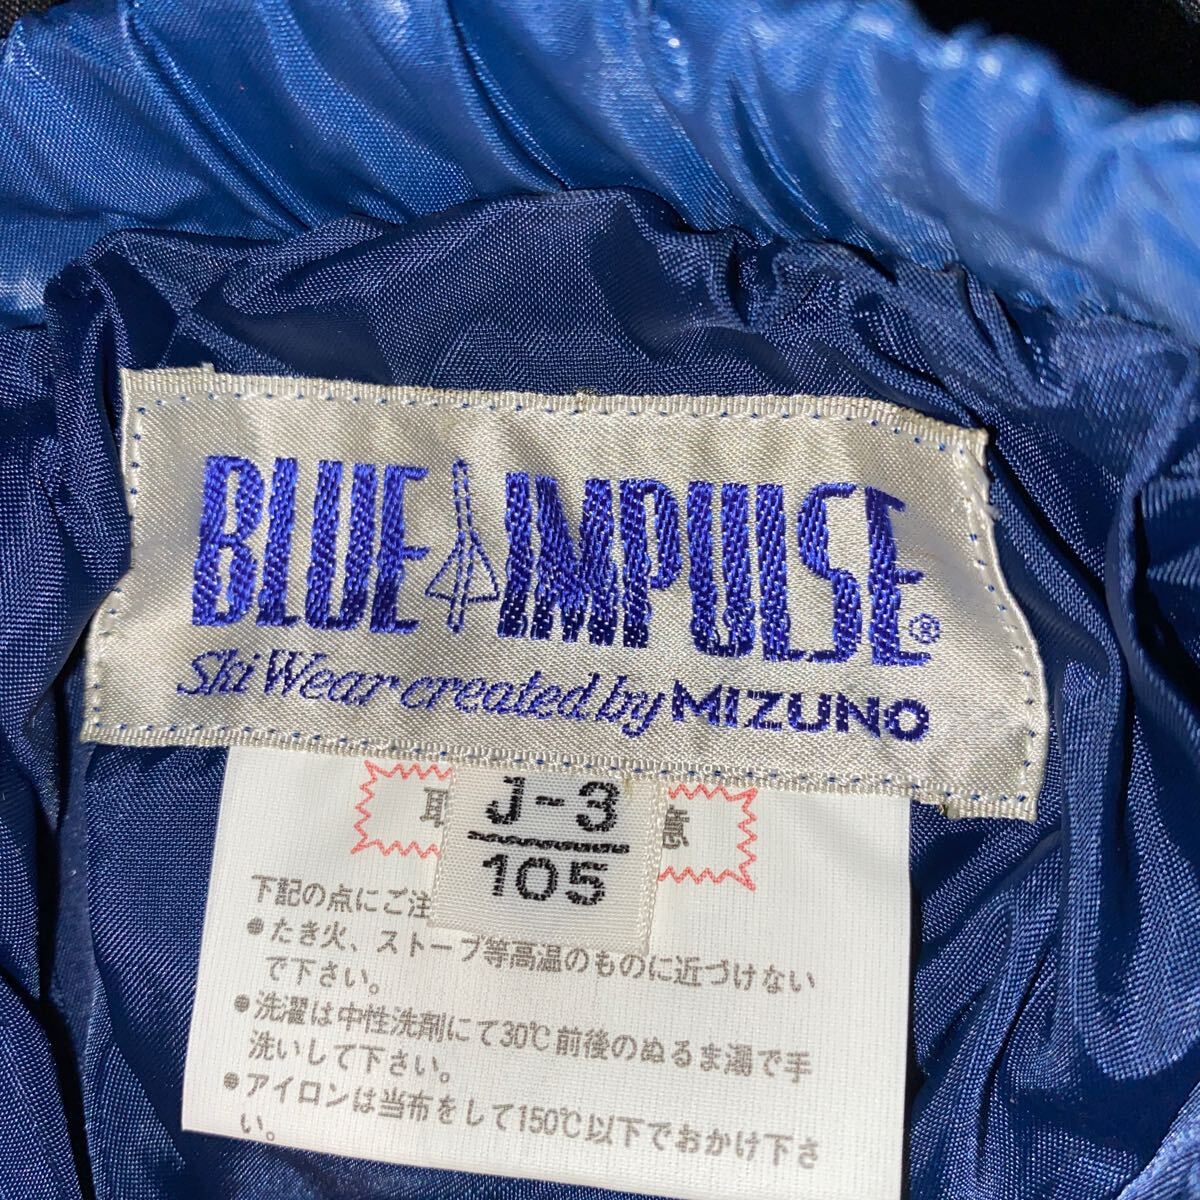 BLUE IMPULSE®
Ski Wear created by MIZUNO
J-3
105
取 意
下記の点にご注
●たき火、ストーブ等高温のものに近づけない
で下さい。
●洗濯は中性洗剤にて30℃前後のぬるま湯で手
洗いして下さい。
●アイロンは当布をして150℃以下でおかけ下さ
い。